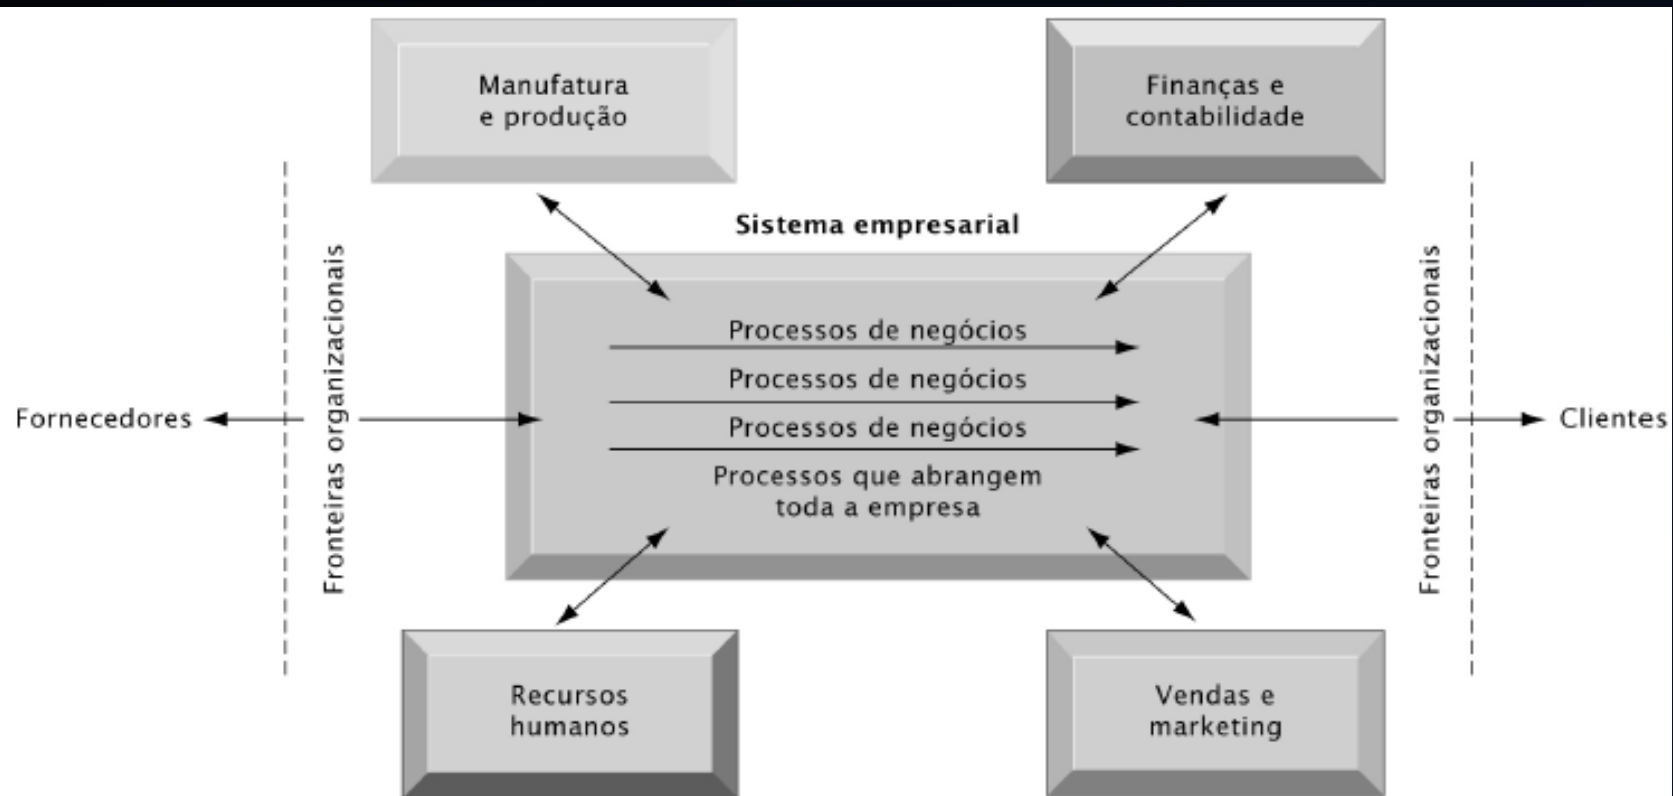 Manufatura
e produção
Finanças e
contabilidade
Sistema empresarial
Fronteiras organizacionais
Processos de negócios
Processos de negócios
Processos de negócios
Processos que abrangem
toda a empresa
Fornecedores
Fronteiras organizacionais
Clientes
Recursos
humanos
Vendas e
marketing